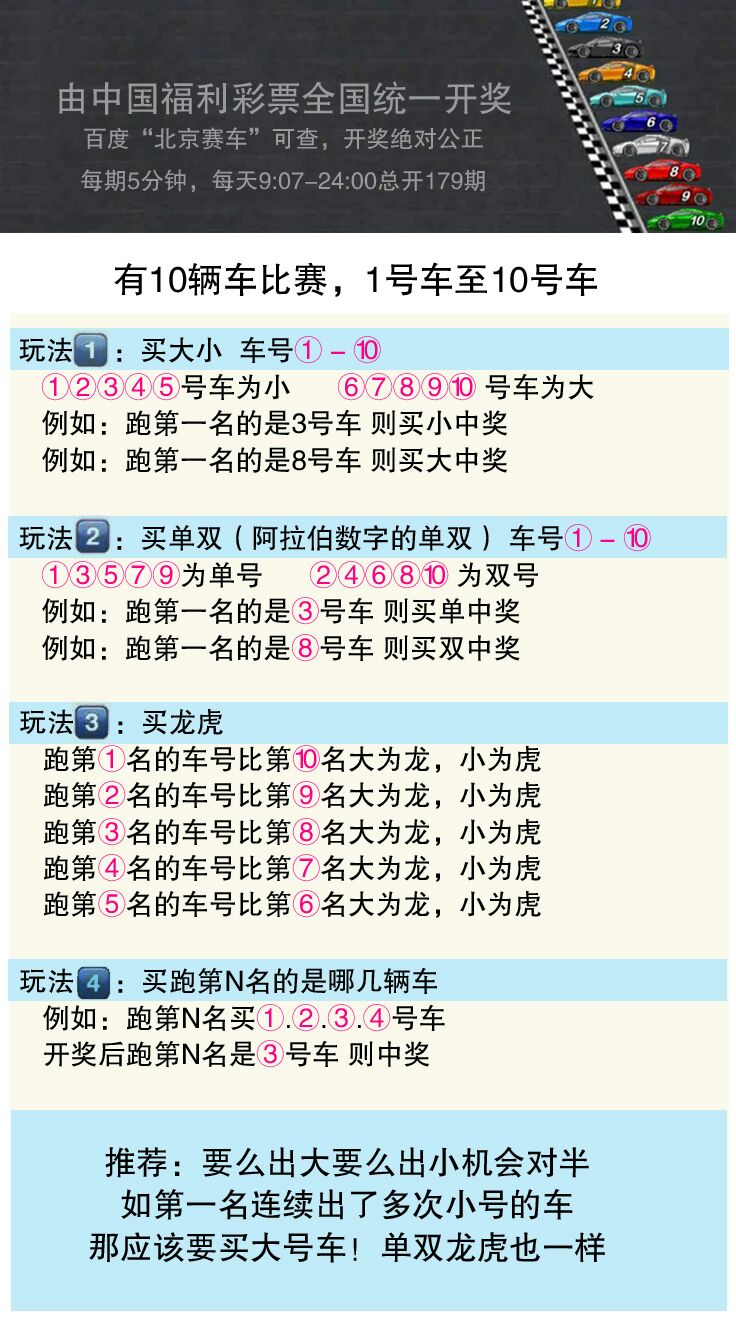 由中国福利彩票全国统一开奖
百度“北京赛车”可查，开奖绝对公正
每期5分钟，每天9:07-24:00总开179期
1
2
3
4
5
6
7
8
9
10
有10辆车比赛，1号车至10号车
玩法1：买大小 车号①-⑩
①②③④⑤号车为小 ⑥⑦⑧⑨⑩ 号车为大
例如：跑第一名的是3号车 则买小中奖
例如：跑第一名的是8号车 则买大中奖
玩法2：买单双（阿拉伯数字的单双） 车号①-⑩
①③⑤⑦⑨为单号 ②④⑥⑧⑩ 为双号
例如：跑第一名的是③号车 则买单中奖
例如：跑第一名的是⑧号车 则买双中奖
玩法3：买龙虎
跑第①名的车号比第⑩名大为龙，小为虎
跑第②名的车号比第⑨名大为龙，小为虎
跑第③名的车号比第⑧名大为龙，小为虎
跑第④名的车号比第⑦名大为龙，小为虎
跑第⑤名的车号比第⑥名大为龙，小为虎
玩法4：买跑第N名的是哪几辆车
例如：跑第N名买①.②.③.④号车
开奖后跑第N名是③号车 则中奖
推荐：要么出大要么出小机会对半
如第一名连续出了多次小号的车
那应该要买大号车！单双龙虎也一样